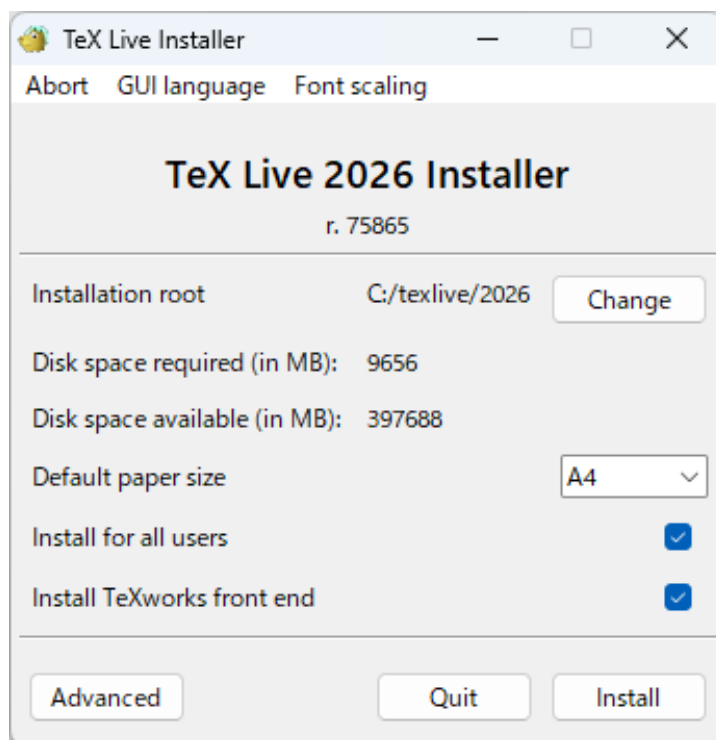 TeX Live Installer
Abort GUI language Font scaling
TeX Live 2026 Installer
r. 75865
Installation root C:/texlive/2026 Change
Disk space required (in MB): 9656
Disk space available (in MB): 397688
Default paper size A4
Install for all users
Install TeXworks front end
Advanced Quit Install